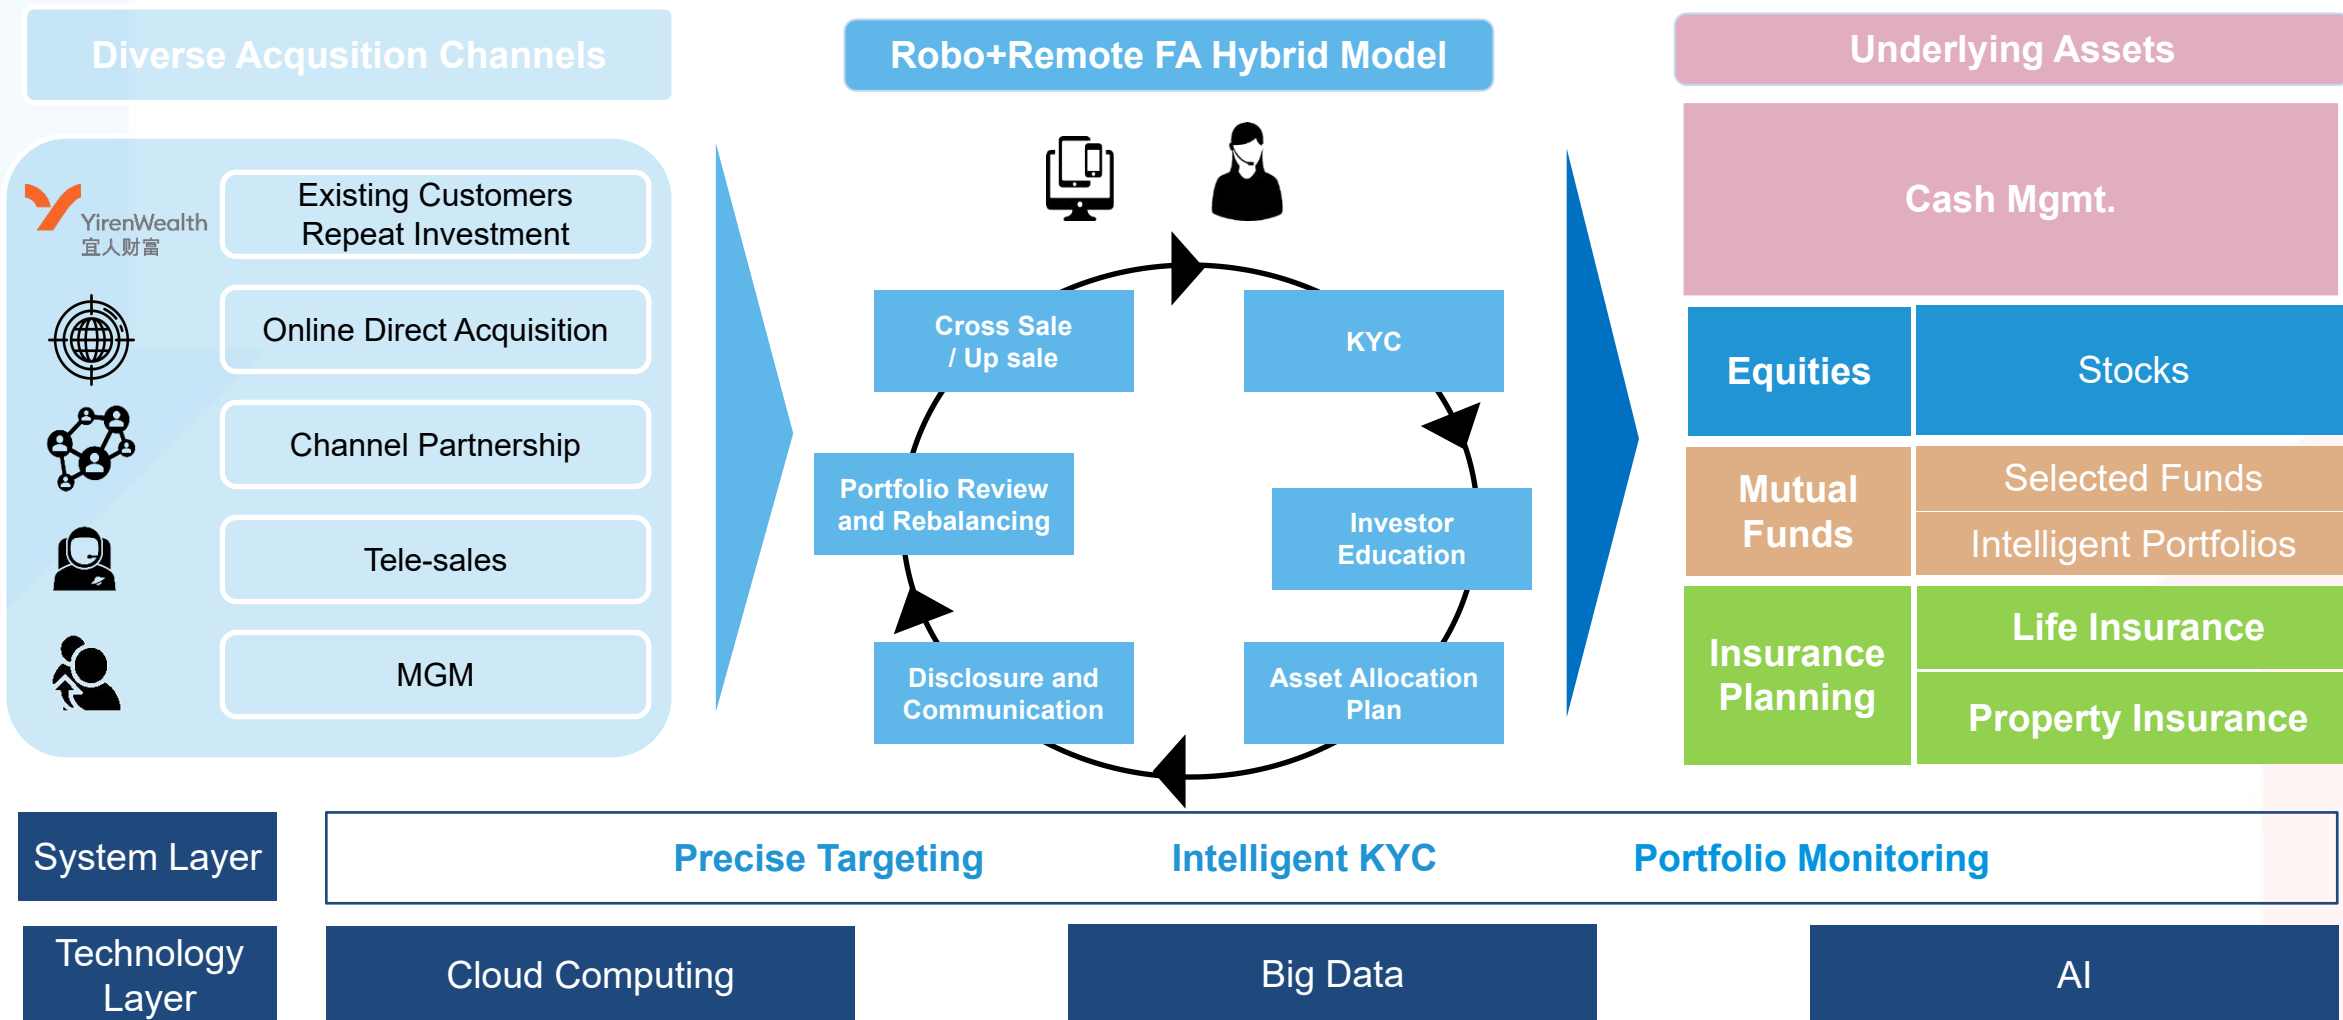 Diverse Acqusition Channels
YirenWealth
宜人财富
Existing Customers
Repeat Investment
Online Direct Acquisition
Channel Partnership
Tele-sales
MGM
Robo+Remote FA Hybrid Model
Cross Sale
/ Up sale
KYC
Investor
Education
Asset Allocation
Plan
Disclosure and
Communication
Portfolio Review
and Rebalancing
Underlying Assets
Cash Mgmt.
Equities
Stocks
Mutual
Funds
Selected Funds
Intelligent Portfolios
Insurance
Planning
Life Insurance
Property Insurance
System Layer
Precise Targeting
Intelligent KYC
Portfolio Monitoring
Technology
Layer
Cloud Computing
Big Data
AI